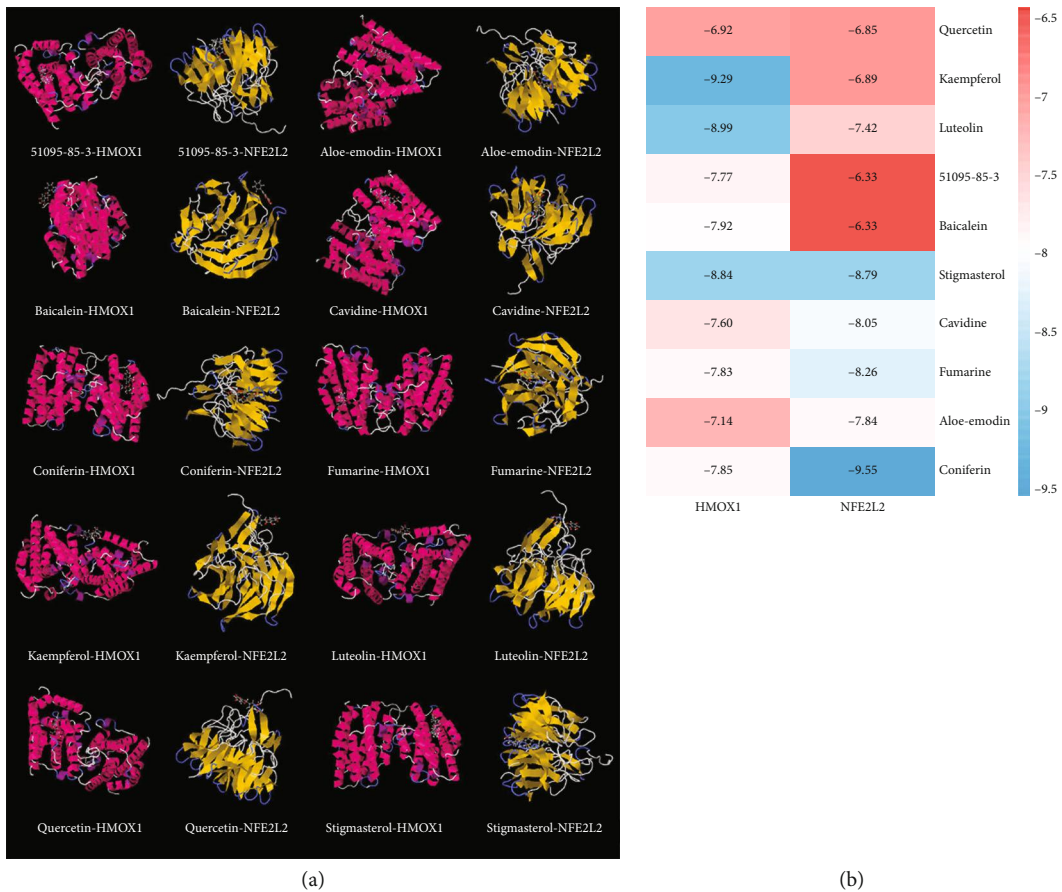 51095-85-3-HMOX1 51095-85-3-NFE2L2 Aloe-emodin-HMOX1 Aloe-emodin-NFE2L2
Baicalein-HMOX1 Baicalein-NFE2L2 Cavidine-HMOX1 Cavidine-NFE2L2
Coniferin-HMOX1 Coniferin-NFE2L2 Fumarine-HMOX1 Fumarine-NFE2L2
Kaempferol-HMOX1 Kaempferol-NFE2L2 Luteolin-HMOX1 Luteolin-NFE2L2
Quercetin-HMOX1 Quercetin-NFE2L2 Stigmasterol-HMOX1 Stigmasterol-NFE2L2
(a)
−6.92 −6.85 Quercetin
−9.29 −6.89 Kaempferol
−8.99 −7.42 Luteolin
−7.77 −6.33 51095-85-3
−7.92 −6.33 Baicalein
−8.84 −8.79 Stigmasterol
−7.60 −8.05 Cavidine
−7.83 −8.26 Fumarine
−7.14 −7.84 Aloe-emodin
−7.85 −9.55 Coniferin
HMOX1 NFE2L2
−6.5
−7
−7.5
−8
−8.5
−9
−9.5
(b)